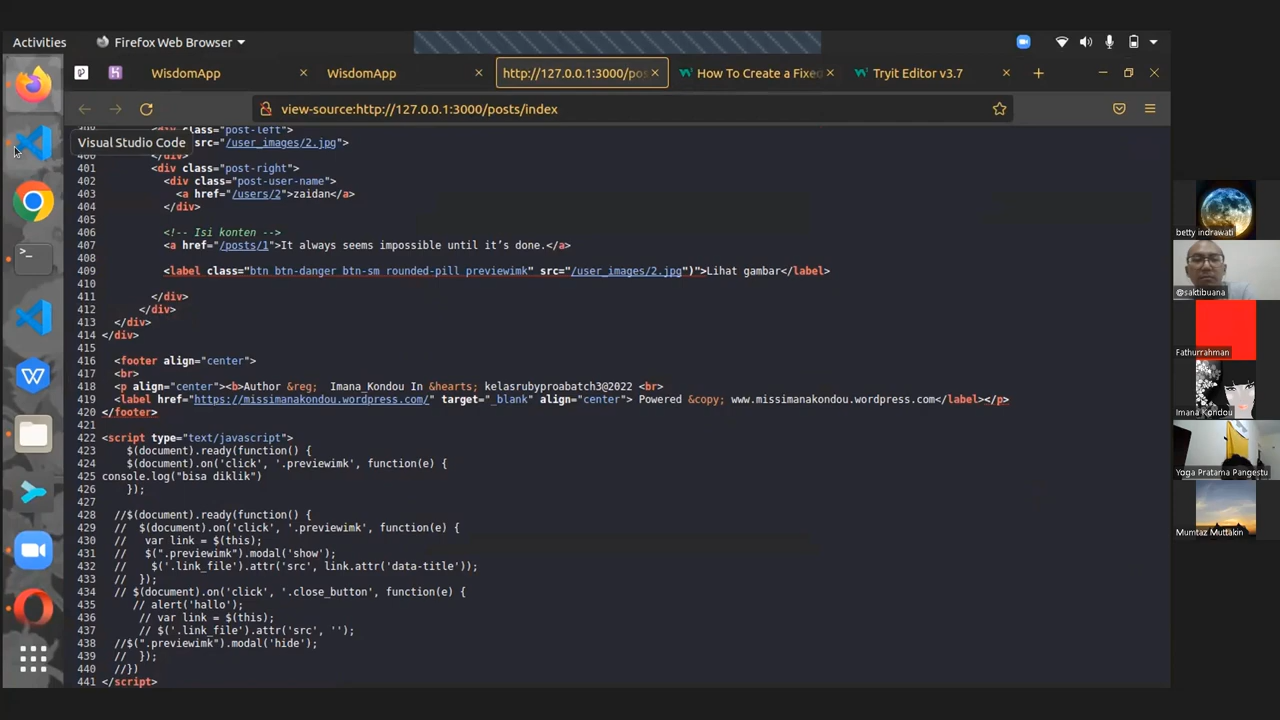 Activities
Firefox Web Browser
WisdomApp
WisdomApp
http://127.0.0.1:3000/pos
How To Create a Fixed
Tryit Editor v3.7
view-source:http://127.0.0.1:3000/posts/index
Visual Studio Code
class="post-left">
src="/user_images/2.jpg">
401 <div class="post-right">
402 <div class="post-user-name">
403 <a href="/users/2">zaidan</a>
404 </div>
405
406 <!-- Isi konten -->
407 <a href="/posts/1">It always seems impossible until it’s done.</a>
408
409 <label class="btn btn-danger btn-sm rounded-pill previewimk" src="/user_images/2.jpg")">Lihat gambar</label>
410
411 </div>
412 </div>
413 </div>
414 </div>
415
416 <footer align="center">
417 <br>
418 <p align="center"><b>Author &reg;  Imana_Kondou In &hearts; kelasrubyproabatch3@2022 <br>
419 <label href="https://missimanakondou.wordpress.com/" target="_blank" align="center"> Powered &copy; www.missimanakondou.wordpress.com</label></p>
420 </footer>
421
422 <script type="text/javascript">
423 $(document).ready(function() {
424 $(document).on('click', '.previewimk', function(e) {
425 console.log("bisa diklik")
426 });
427
428 //$(document).ready(function() {
429 // $(document).on('click', '.previewimk', function(e) {
430 // var link = $(this);
431 // $(".previewimk").modal('show');
432 // $('.link_file').attr('src', link.attr('data-title'));
433 // });
434 // $(document).on('click', '.close_button', function(e) {
435 // alert('hallo');
436 // var link = $(this);
437 // $('.link_file').attr('src', '');
438 //$(".previewimk").modal('hide');
439 // });
440 //})
441 </script>
betty indrawati
@saktibuana
Fathurrahman
Imana Kondou
Yoga Pratama Pangestu
Mumtaz Muttakin